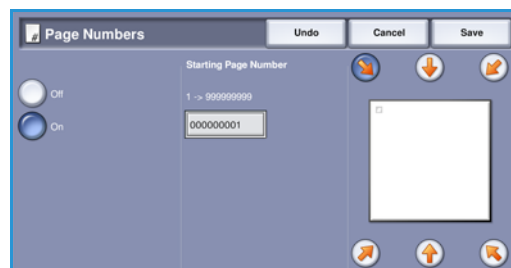 Page Numbers
Undo
Cancel
Save
Starting Page Number
Off
1 -> 999999999
000000001
On